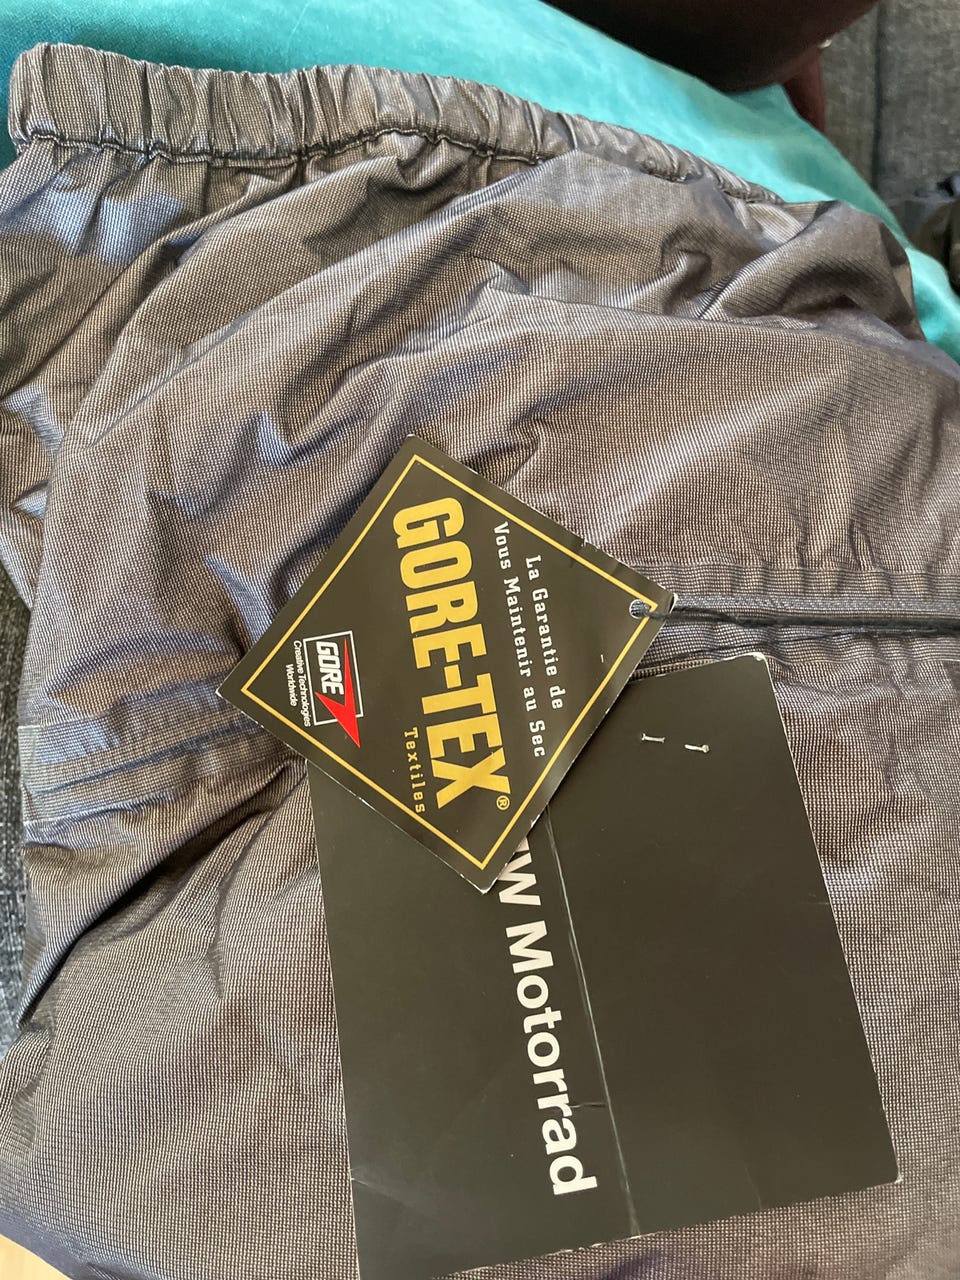 La Garantie de
Vous Maintenir au Sec
GORE-TEX®
Textiles
GORE
Creative Technologies
Worldwide
W Motorrad